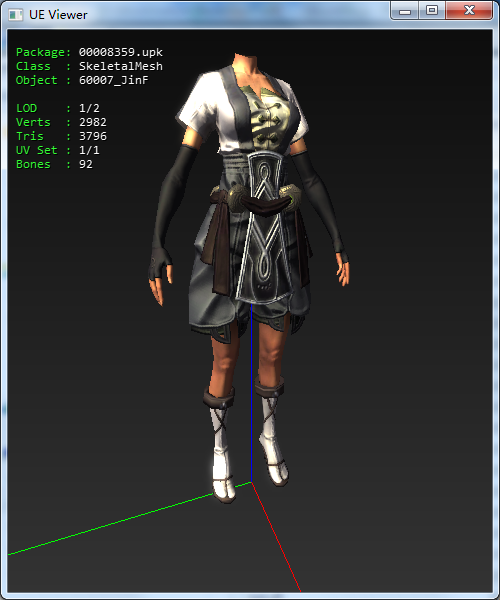 UE Viewer
Package: 00008359.upk
Class : SkeletalMesh
Object : 60007_JinF
LOD : 1/2
Verts : 2982
Tris : 3796
UV Set : 1/1
Bones : 92